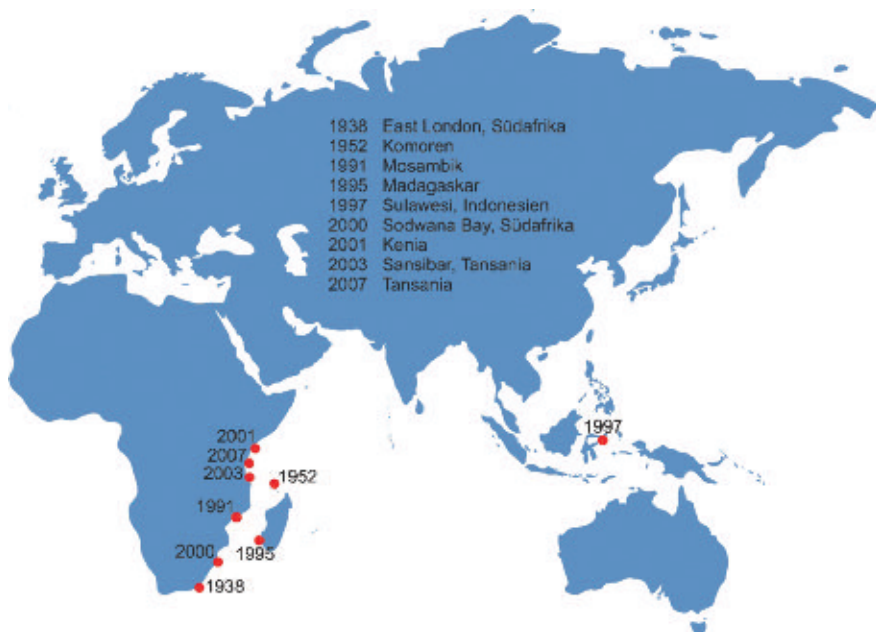 1938 East London, Südafrika
1952 Komoren
1991 Mosambik
1995 Madagaskar
1997 Sulawesi, Indonesien
2000 Sodwana Bay, Südafrika
2001 Kenia
2003 Sansibar, Tansania
2007 Tansania
1997
2001
2007
2003
1952
1991
1995
2000
1938